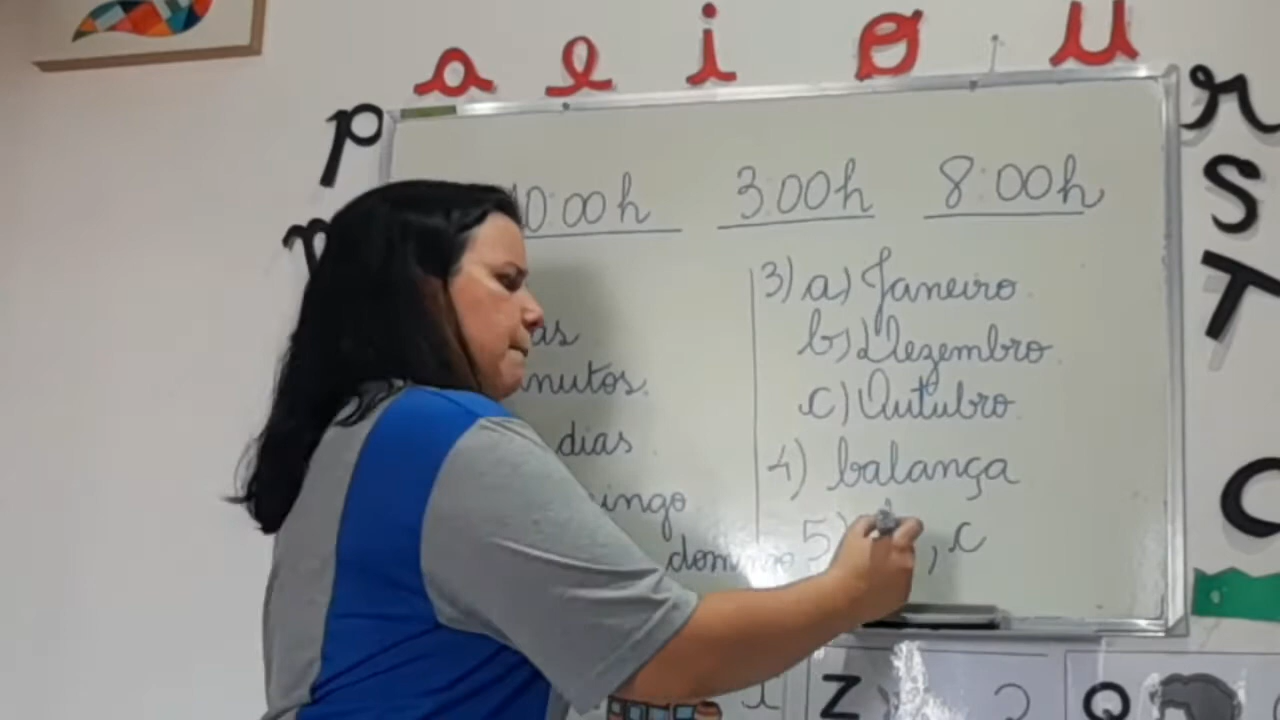 a e i o u
p
r
S
T
10:00h 3:00h 8:00h
3) a) Janeiro.
b) Dezembro.
c) Outubro.
4) balança
5) , c
as
nutos.
dias.
ingo
domingo
Z
Q